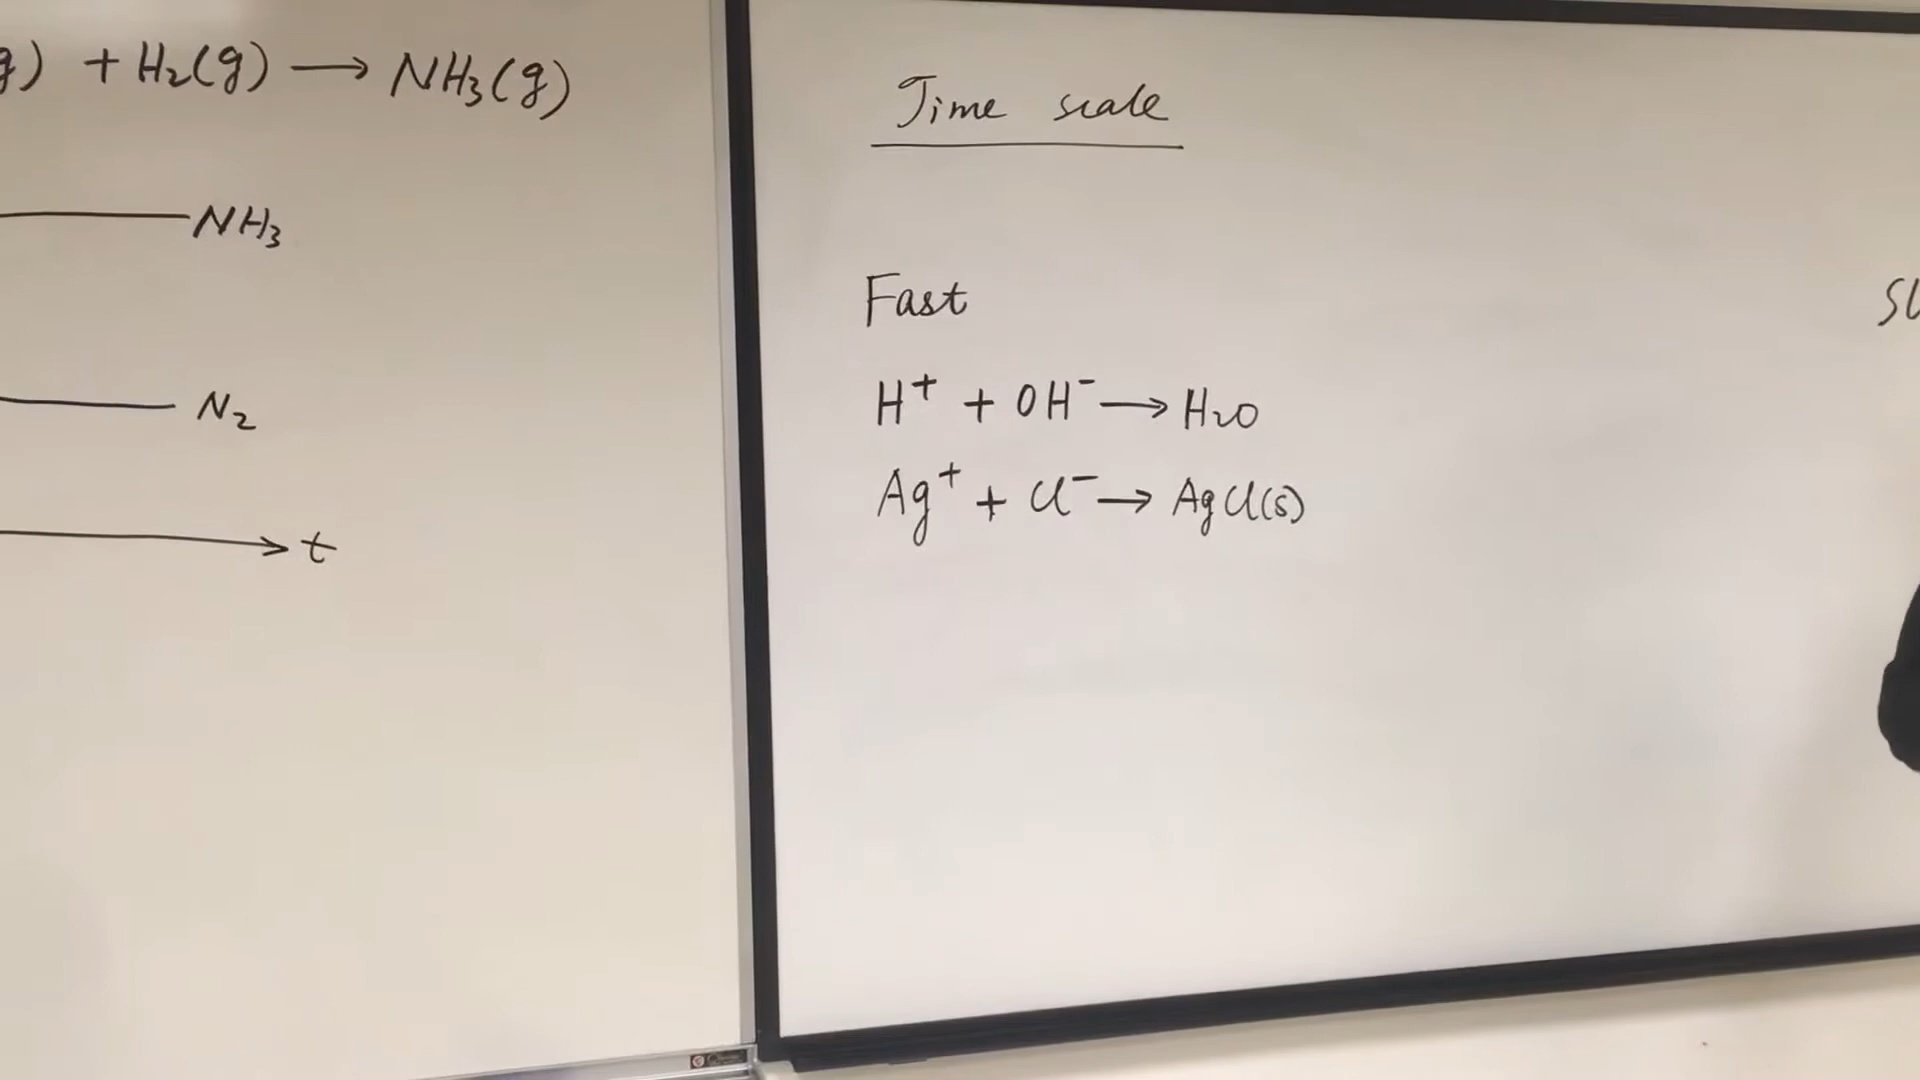 g) + H₂(g) → NH₃(g)
NH₃
N₂
t
Time scale
Fast
H⁺ + OH⁻ → H₂O
Ag⁺ + Cl⁻ → AgCl(s)